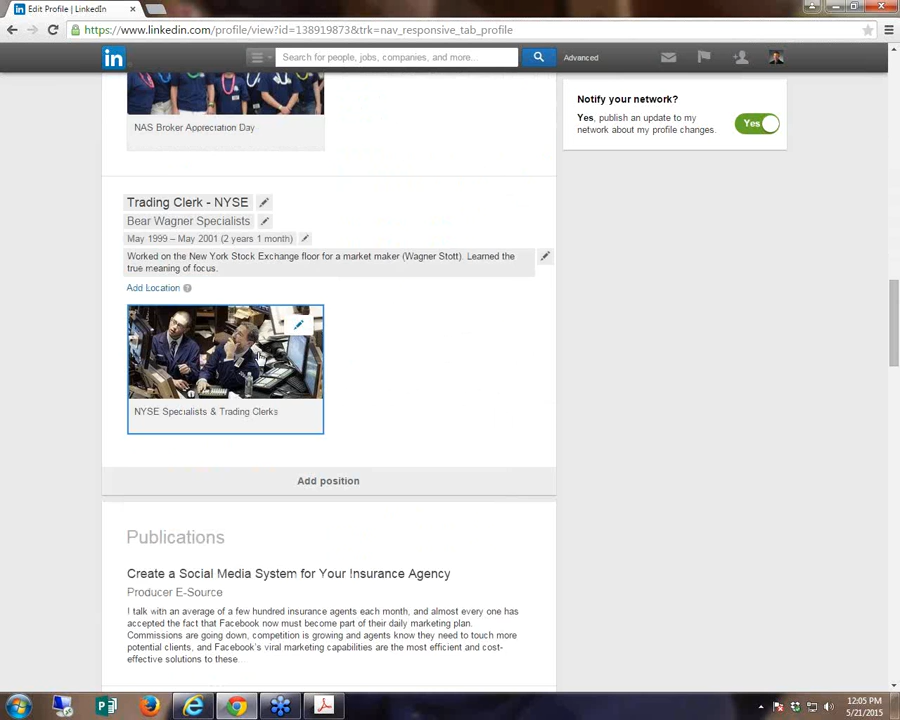 Edit Profile | LinkedIn
https://www.linkedin.com/profile/view?id=138919873&trk=nav_responsive_tab_profile
in
Search for people, jobs, companies, and more...
Advanced
NAS Broker Appreciation Day
Notify your network?
Yes, publish an update to my
network about my profile changes.
Yes
Trading Clerk - NYSE
Bear Wagner Specialists
May 1999 – May 2001 (2 years 1 month)
Worked on the New York Stock Exchange floor for a market maker (Wagner Stott). Learned the
true meaning of focus.
Add Location
NYSE Specialists & Trading Clerks
Add position
Publications
Create a Social Media System for Your Insurance Agency
Producer E-Source
I talk with an average of a few hundred insurance agents each month, and almost every one has
accepted the fact that Facebook now must become part of their daily marketing plan.
Commissions are going down, competition is growing and agents know they need to touch more
potential clients, and Facebook's viral marketing capabilities are the most efficient and cost-
effective solutions to these...
12:05 PM
5/21/2015